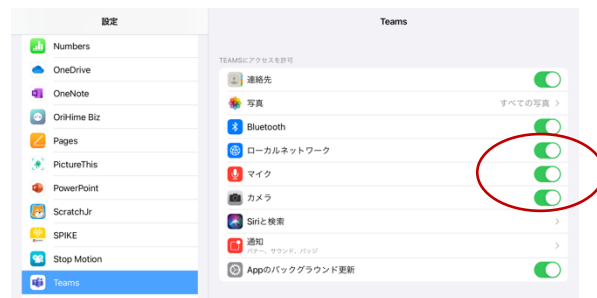 設定
Numbers
OneDrive
OneNote
OriHime Biz
Pages
PictureThis
PowerPoint
ScratchJr
SPIKE
Stop Motion
Teams
Teams
TEAMSにアクセスを許可
連絡先
写真 すべての写真
Bluetooth
ローカルネットワーク
マイク
カメラ
Siriと検索
通知
バナー、サウンド、バッジ
Appのバックグラウンド更新